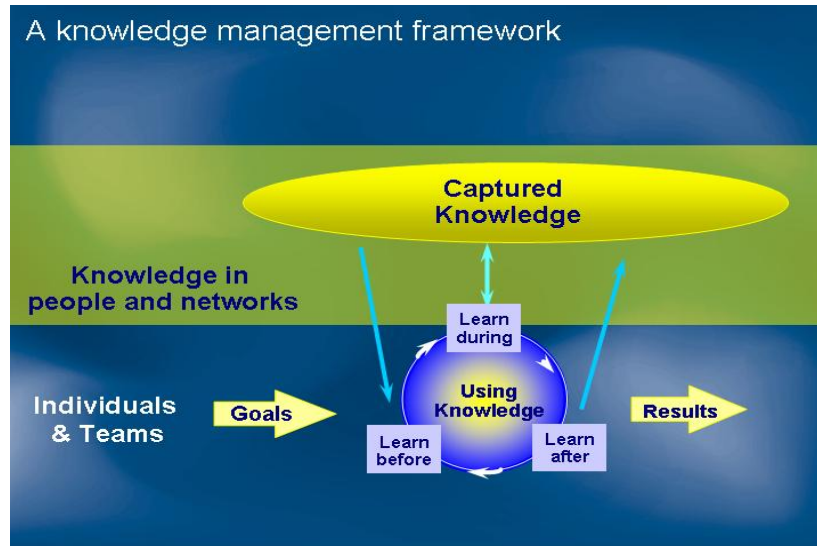 A knowledge management framework
Captured
Knowledge
Knowledge in
people and networks
Learn
during
Individuals
& Teams
Goals
Using
Knowledge
Results
Learn
before
Learn
after